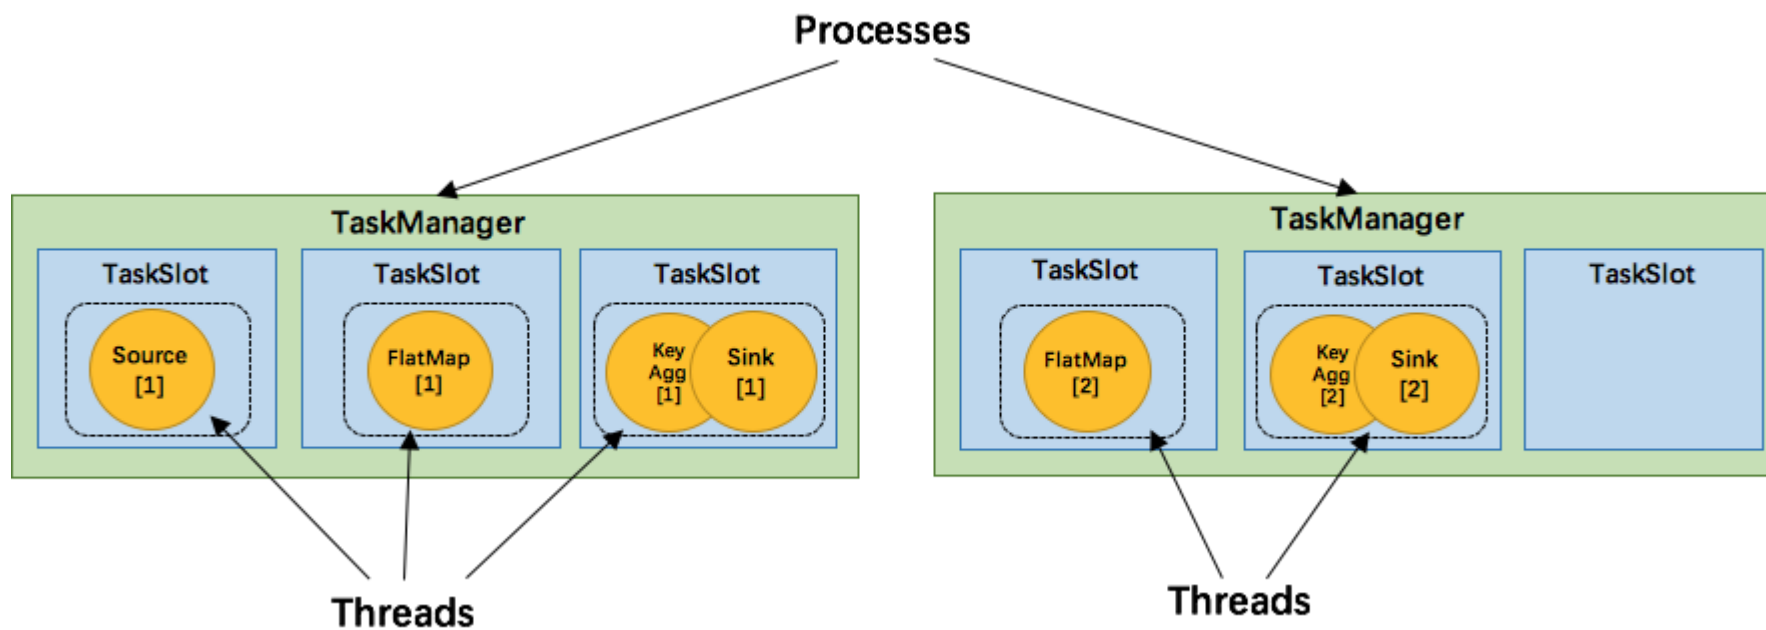 Processes
TaskManager
TaskSlot
Source
[1]
TaskSlot
FlatMap
[1]
TaskSlot
Key
Agg
[1]
Sink
[1]
Threads
TaskManager
TaskSlot
FlatMap
[2]
TaskSlot
Key
Agg
[2]
Sink
[2]
TaskSlot
Threads